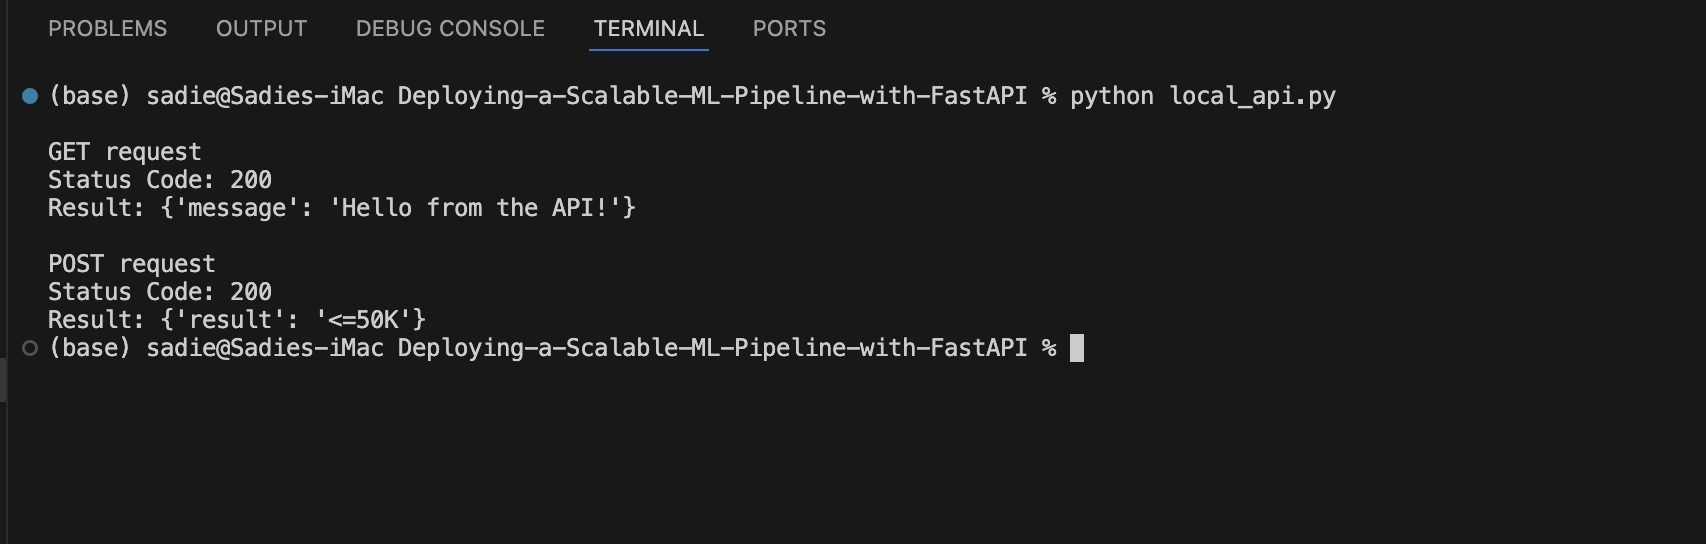 PROBLEMS OUTPUT DEBUG CONSOLE TERMINAL PORTS
(base) sadie@Sadies-iMac Deploying-a-Scalable-ML-Pipeline-with-FastAPI % python local_api.py
GET request
Status Code: 200
Result: {'message': 'Hello from the API!'}
POST request
Status Code: 200
Result: {'result': '<=50K'}
(base) sadie@Sadies-iMac Deploying-a-Scalable-ML-Pipeline-with-FastAPI %